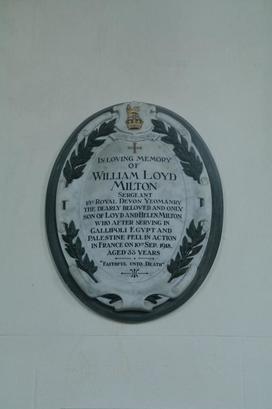 IN LOVING MEMORY
OF
WILLIAM LOYD
MILTON
SERGEANT
ROYAL DEVON YEOMANRY
THE DEARLY BELOVED AND ONLY
SON OF LOYD AND HELEN MILTON
WHO AFTER SERVING IN
GALLIPOLI EGYPT AND
PALESTINE FELL IN ACTION
IN FRANCE ON 10TH SEP. 1918.
AGED 33 YEARS
"FAITHFUL UNTO DEATH"